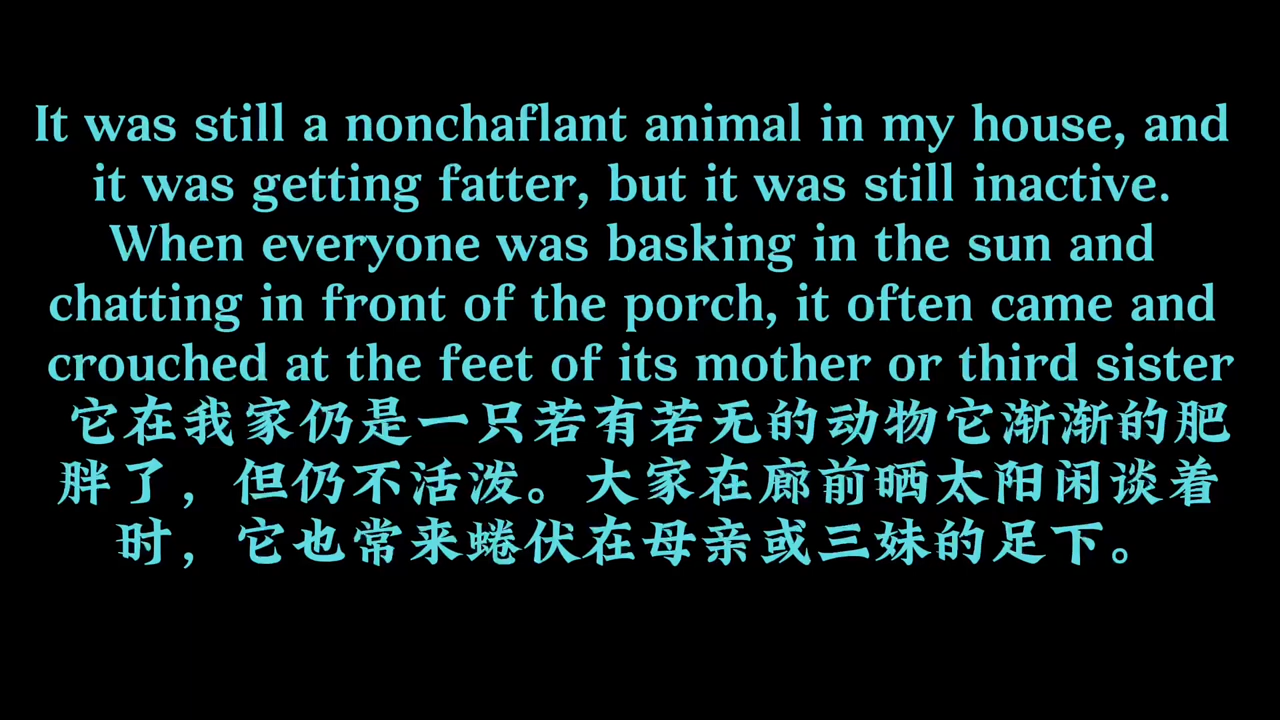 It was still a nonchaflant animal in my house, and
it was getting fatter, but it was still inactive.
When everyone was basking in the sun and
chatting in front of the porch, it often came and
crouched at the feet of its mother or third sister
它在我家仍是一只若有若无的动物它渐渐的肥
胖了，但仍不活泼。大家在廊前晒太阳闲谈着
时，它也常来蜷伏在母亲或三妹的足下。